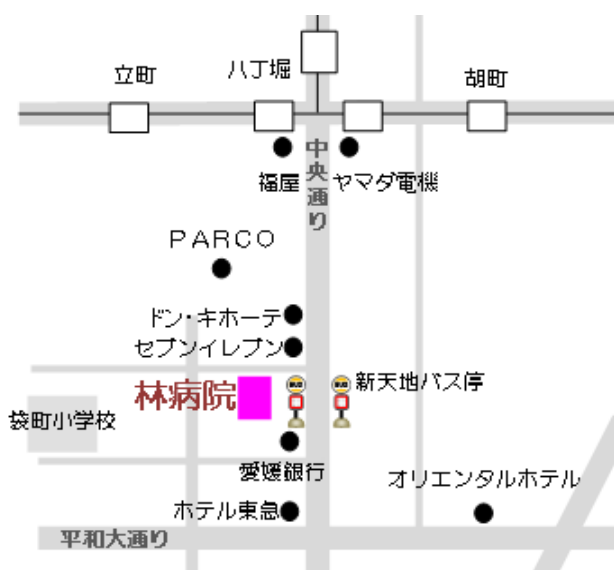 八丁堀
立町
胡町
福屋
ヤマダ電機
中央通り
PARCO
ドン・キホーテ
セブンイレブン
林病院
新天地バス停
袋町小学校
愛媛銀行
オリエンタルホテル
ホテル東急
平和大通り